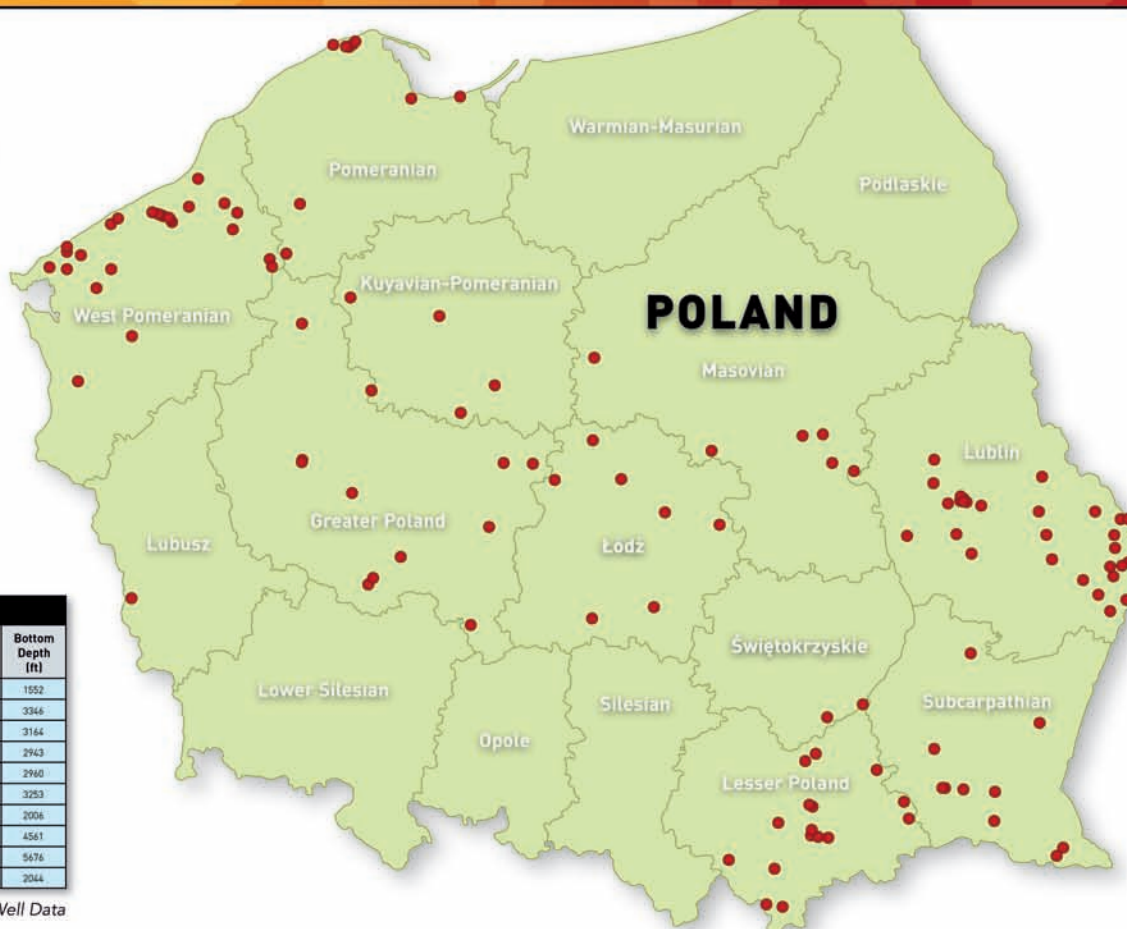 Warmian-Masurian
Pomeranian
Podlaskie
Kuyavian-Pomeranian
West Pomeranian
POLAND
Masovian
Lublin
Greater Poland
Lubusz
Łódź
Świętokrzyskie
Lower Silesian
Silesian
Subcarpathian
Opole
Lesser Poland
Bottom
Depth
(ft)
1552
3346
3164
2943
2960
3253
2006
4561
5676
2044
Well Data